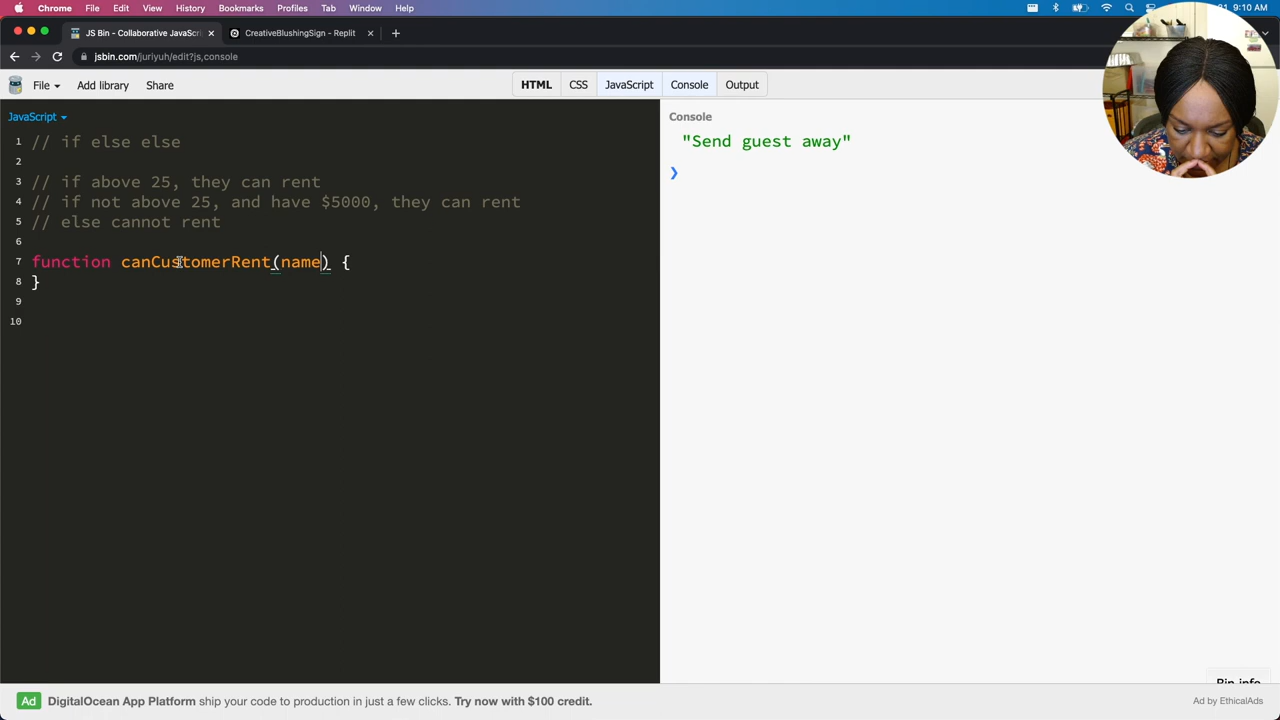 Chrome File Edit View History Bookmarks Profiles Tab Window Help
9:10 AM
JS Bin - Collaborative JavaScri
CreativeBlushingSign - Replit
jsbin.com/juriyuh/edit?js,console
File Add library Share HTML CSS JavaScript Console Output
JavaScript
Console
1 // if else else
"Send guest away"
2
3 // if above 25, they can rent
4 // if not above 25, and have $5000, they can rent
5 // else cannot rent
6
7 function canCustomerRent(name) {
8 }
9
10
Bin info
Ad DigitalOcean App Platform ship your code to production in just a few clicks. Try now with $100 credit.
Ad by EthicalAds